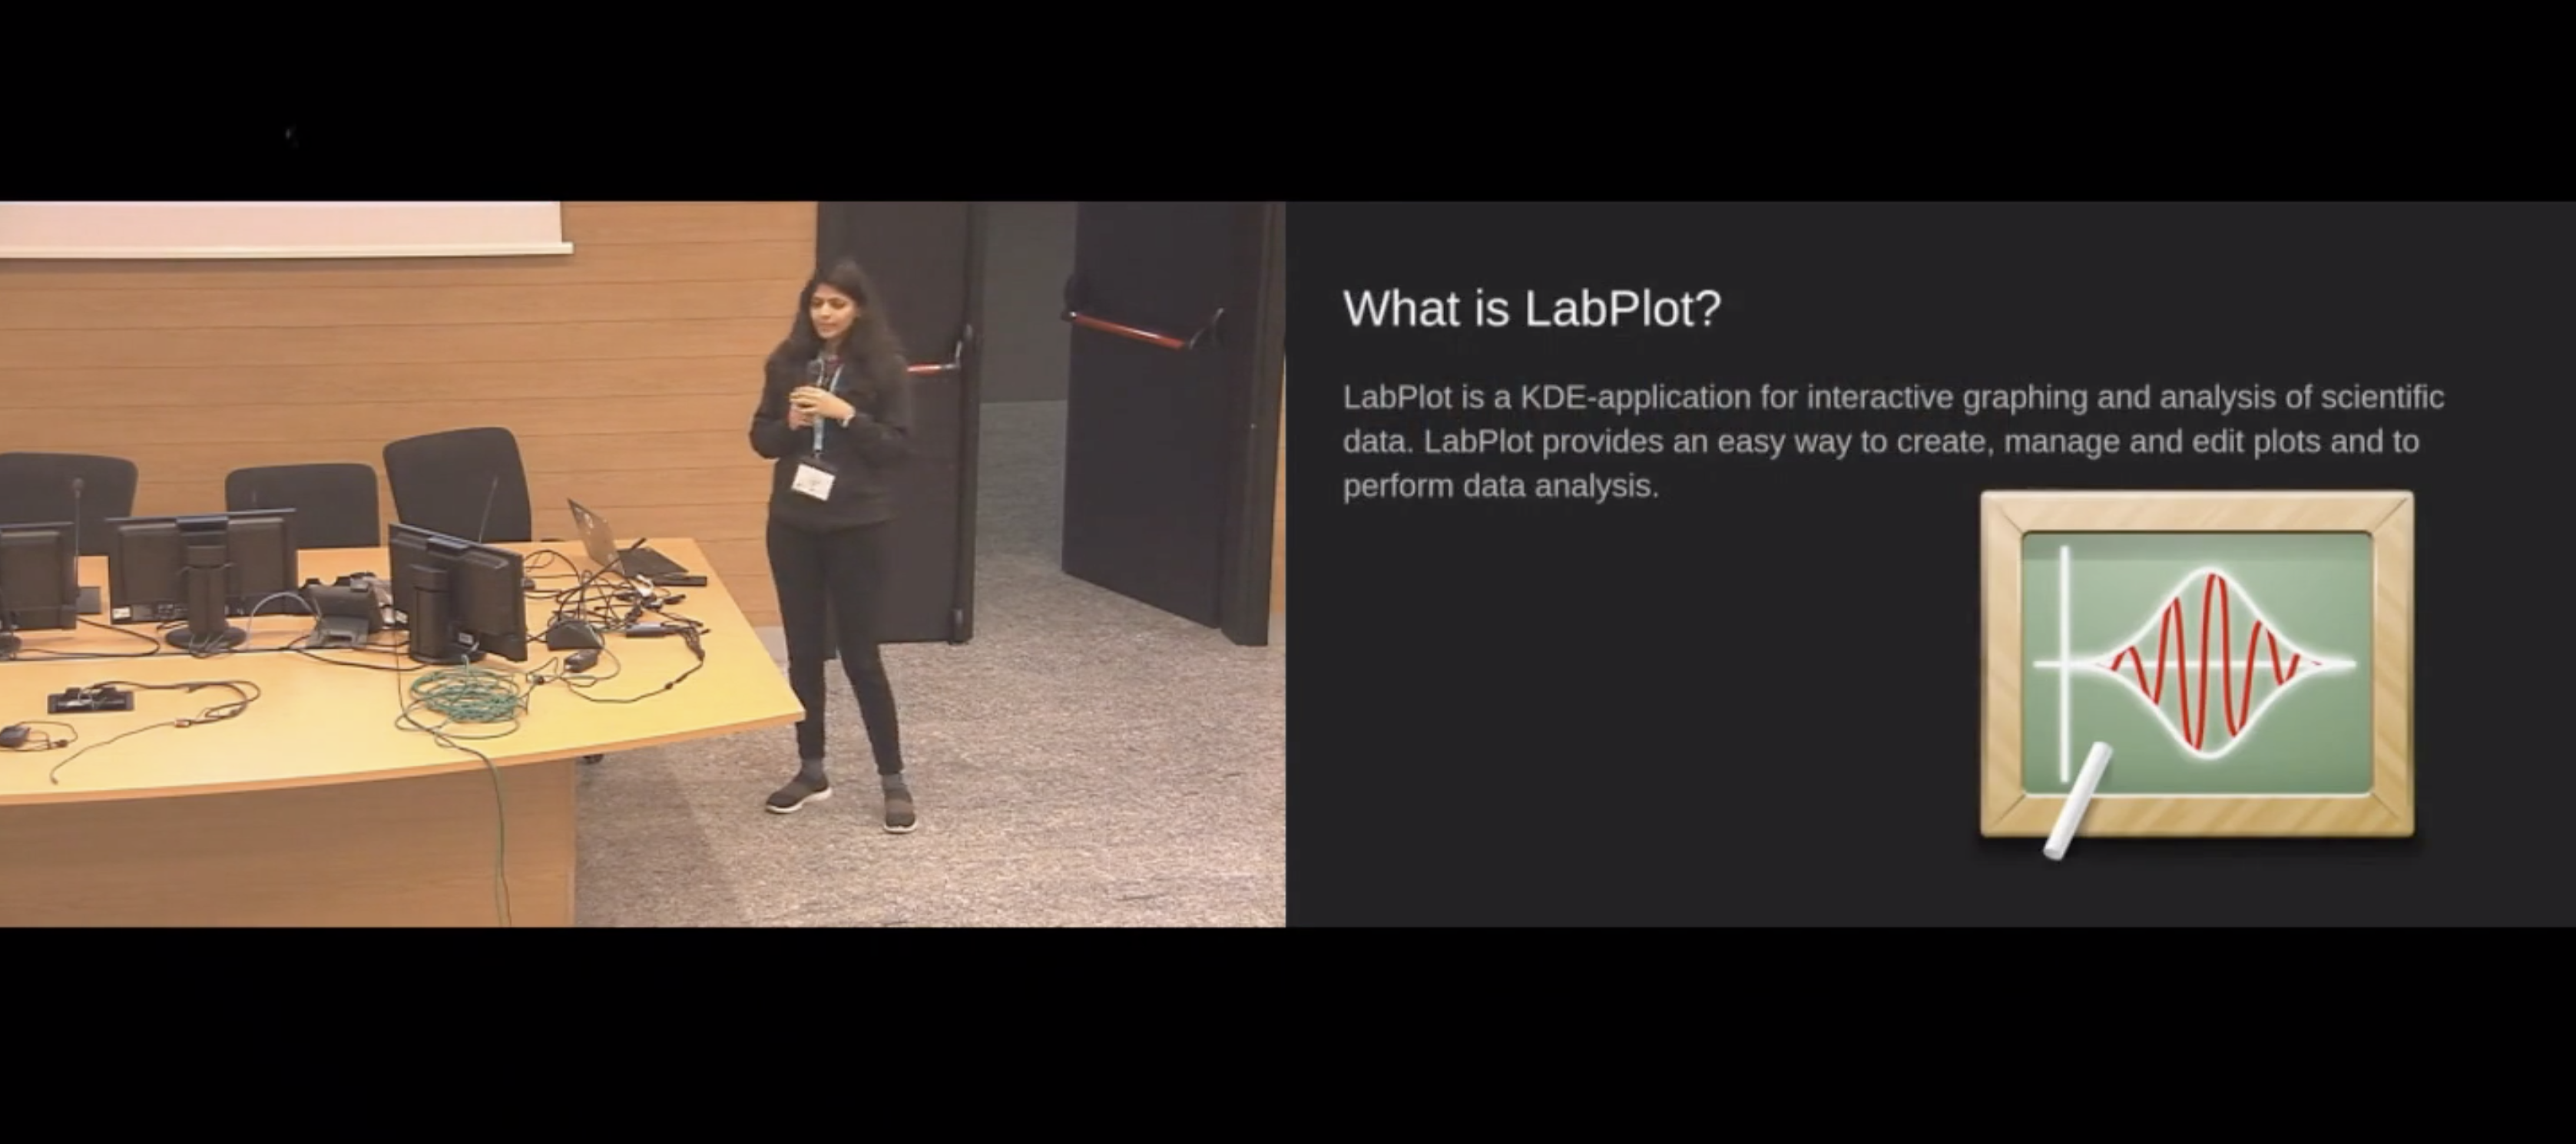 What is LabPlot?
LabPlot is a KDE-application for interactive graphing and analysis of scientific
data. LabPlot provides an easy way to create, manage and edit plots and to
perform data analysis.